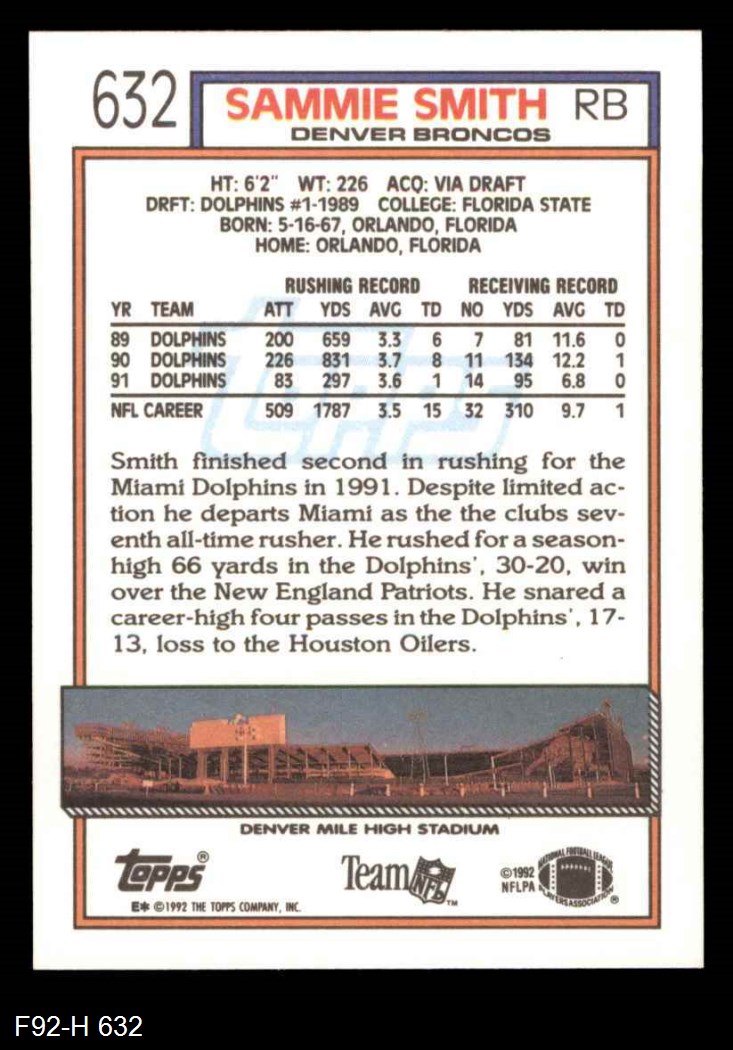 632 SAMMIE SMITH RB
DENVER BRONCOS
HT: 6'2" WT: 226 ACQ: VIA DRAFT
DRFT: DOLPHINS #1-1989 COLLEGE: FLORIDA STATE
BORN: 5-16-67, ORLANDO, FLORIDA
HOME: ORLANDO, FLORIDA
RUSHING RECORD RECEIVING RECORD
YR TEAM ATT YDS AVG TD NO YDS AVG TD
89 DOLPHINS 200 659 3.3 6 7 81 11.6 0
90 DOLPHINS 226 831 3.7 8 11 134 12.2 1
91 DOLPHINS 83 297 3.6 1 14 95 6.8 0
NFL CAREER 509 1787 3.5 15 32 310 9.7 1
topps
Smith finished second in rushing for the
Miami Dolphins in 1991. Despite limited ac-
tion he departs Miami as the the clubs sev-
enth all-time rusher. He rushed for a season-
high 66 yards in the Dolphins', 30-20, win
over the New England Patriots. He snared a
career-high four passes in the Dolphins', 17-
13, loss to the Houston Oilers.
DENVER MILE HIGH STADIUM
topps®
Team NFL™
©1992
NFLPA
NATIONAL FOOTBALL LEAGUE
PLAYERS ASSOCIATION ®
E* ©1992 THE TOPPS COMPANY, INC.
F92-H 632